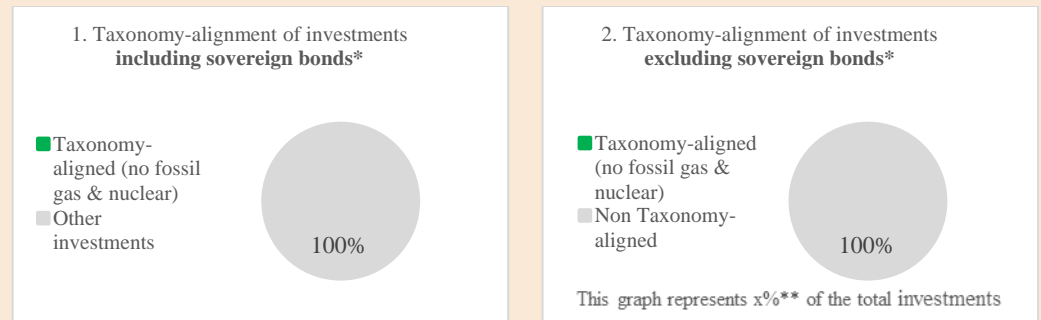 1. Taxonomy-alignment of investments
including sovereign bonds*
Taxonomy-
aligned (no fossil
gas & nuclear)
Other
investments
100%
2. Taxonomy-alignment of investments
excluding sovereign bonds*
Taxonomy-aligned
(no fossil gas &
nuclear)
Non Taxonomy-
aligned
100%
This graph represents x%** of the total investments